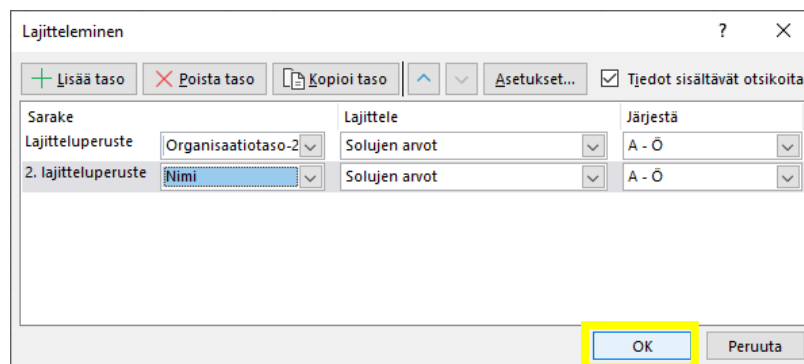 Lajitteleminen ? ×
Lisää taso Poista taso Kopioi taso Asetukset... Tiedot sisältävät otsikoita
Sarake Lajittele Järjestä
Lajitteluperuste Organisaatiotaso-2 Solujen arvot A - Ö
2. lajitteluperuste Nimi Solujen arvot A - Ö
OK Peruuta